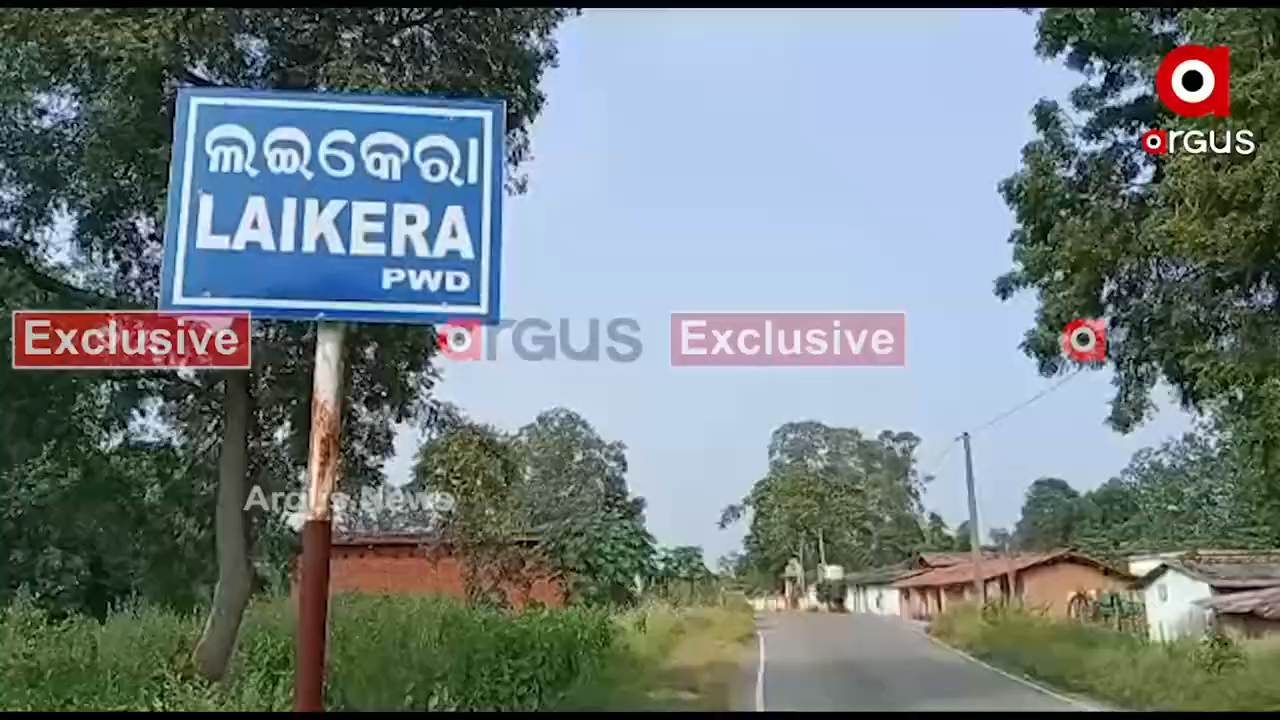 ଲଇକେରା
LAIKERA
PWD
argus
Exclusive
argus
Exclusive
a
Argus News